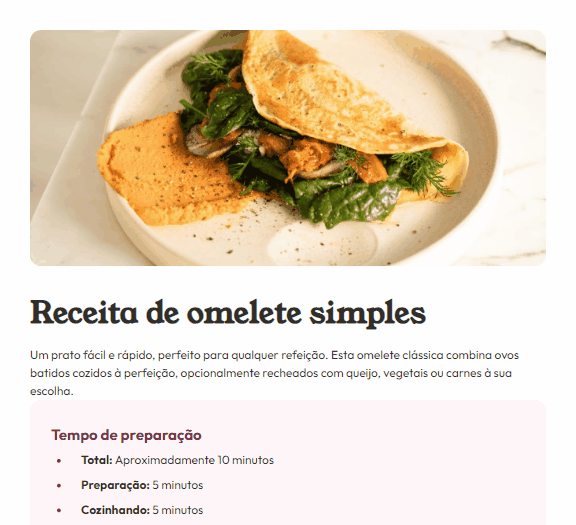 Receita de omelete simples
Um prato fácil e rápido, perfeito para qualquer refeição. Esta omelete clássica combina ovos
batidos cozidos à perfeição, opcionalmente recheados com queijo, vegetais ou carnes à sua
escolha.
Tempo de preparação
• Total: Aproximadamente 10 minutos
• Preparação: 5 minutos
• Cozinhando: 5 minutos